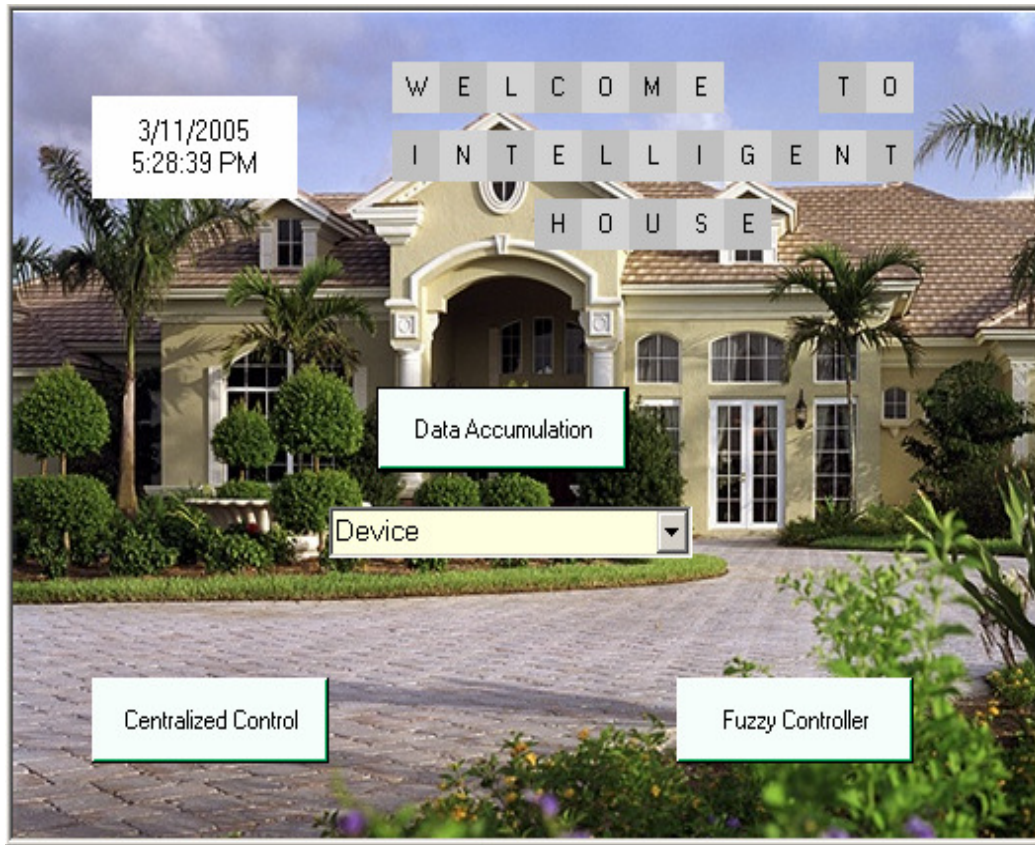 WELCOME TO
3/11/2005
5:28:39 PM
INTELLIGENT
HOUSE
Data Accumulation
Device
Centralized Control
Fuzzy Controller